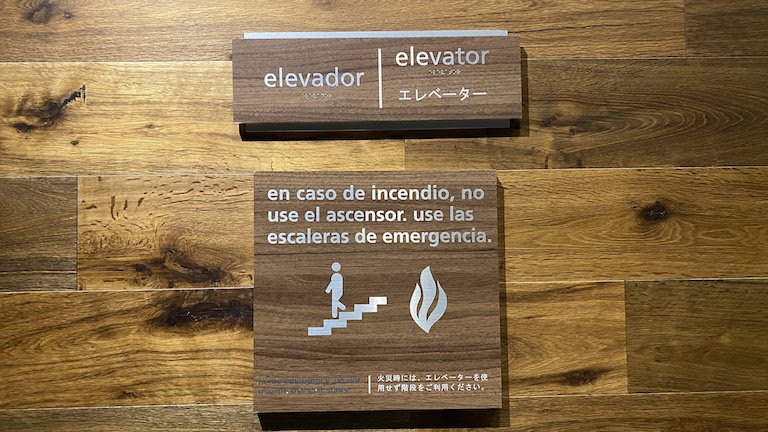 elevador
elevator
エレベーター
en caso de incendio, no
use el ascensor. use las
escaleras de emergencia.
火災時には、エレベーターを使
用せず階段をご利用ください。